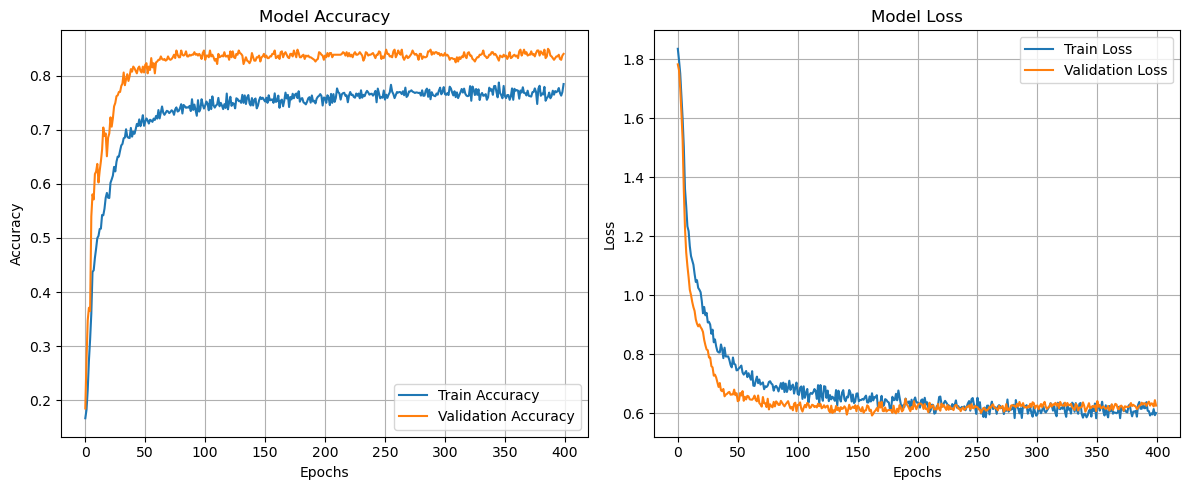 Model Accuracy
0.8
0.7
0.6
0.5
0.4
0.3
0.2
Accuracy
0 50 100 150 200 250 300 350 400
Epochs
Train Accuracy
Validation Accuracy
Model Loss
1.8
1.6
1.4
1.2
1.0
0.8
0.6
Loss
0 50 100 150 200 250 300 350 400
Epochs
Train Loss
Validation Loss